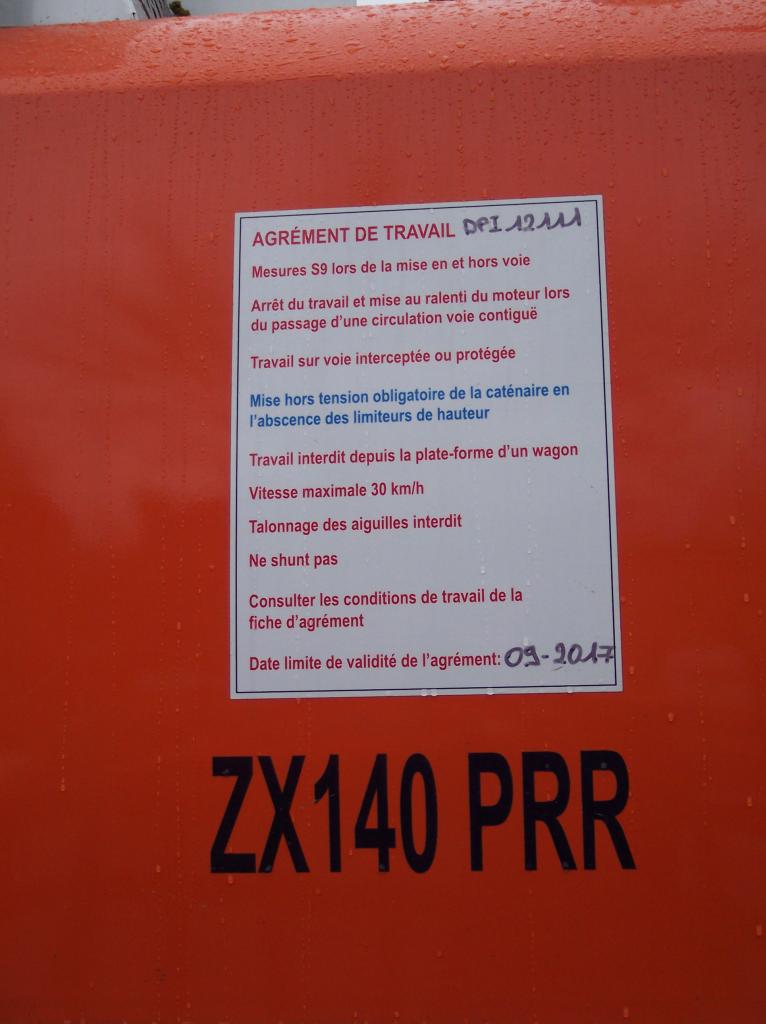 AGRÉMENT DE TRAVAIL DPI 12111
Mesures S9 lors de la mise en et hors voie
Arrêt du travail et mise au ralenti du moteur lors
du passage d'une circulation voie contiguë
Travail sur voie interceptée ou protégée
Mise hors tension obligatoire de la caténaire en
l'abscence des limiteurs de hauteur
Travail interdit depuis la plate-forme d'un wagon
Vitesse maximale 30 km/h
Talonnage des aiguilles interdit
Ne shunt pas
Consulter les conditions de travail de la
fiche d'agrément
Date limite de validité de l'agrément: 09-2017
ZX140 PRR